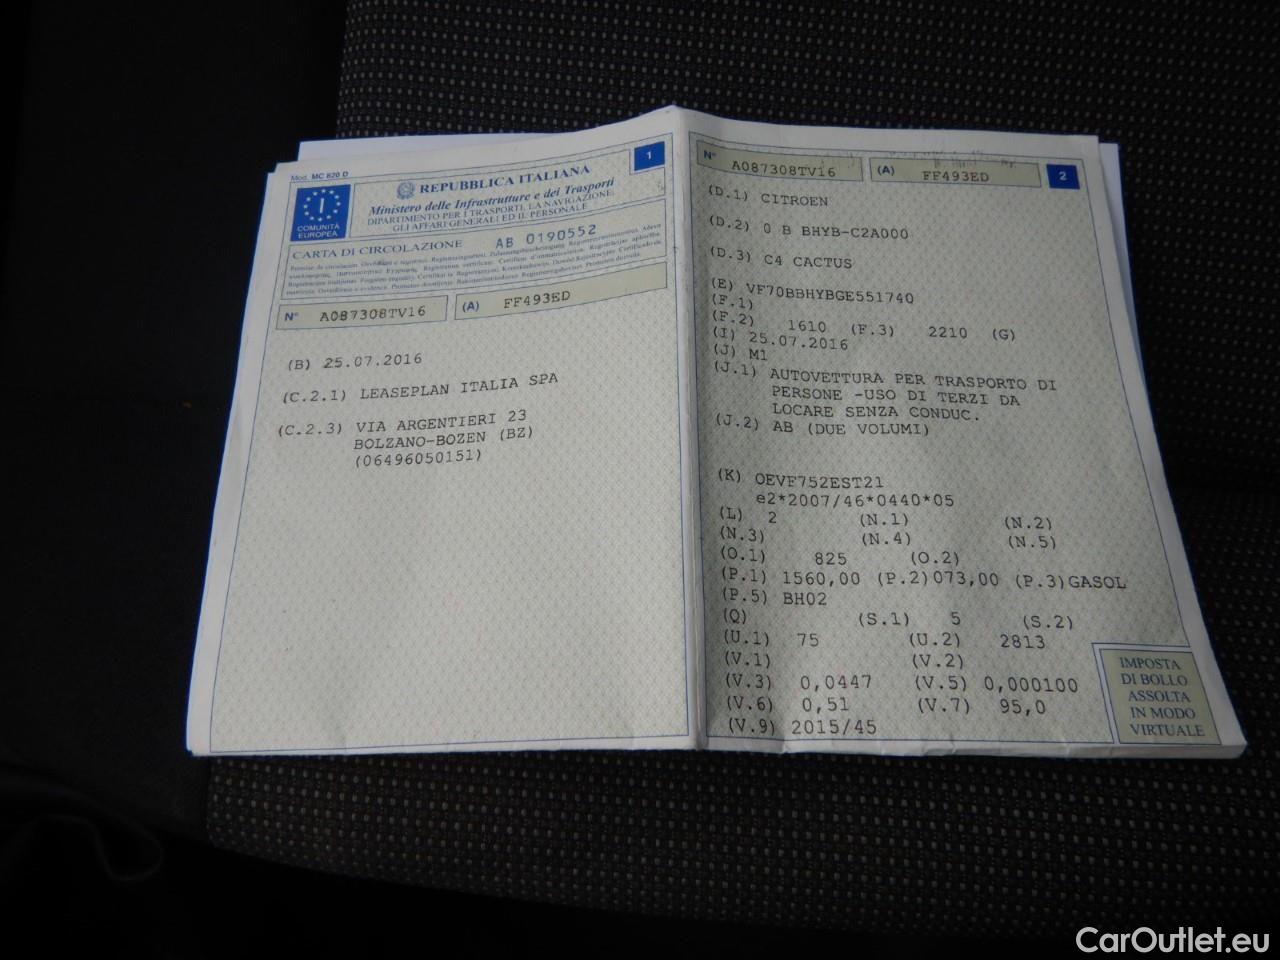 Mod. MC 820 D
1
REPUBBLICA ITALIANA
Ministero delle Infrastrutture e dei Trasporti
DIPARTIMENTO PER I TRASPORTI, LA NAVIGAZIONE,
GLI AFFARI GENERALI ED IL PERSONALE
I
COMUNITÀ
EUROPEA
CARTA DI CIRCOLAZIONE AB 0190552
N° A087308TV16 (A) FF493ED
(B) 25.07.2016
(C.2.1) LEASEPLAN ITALIA SPA
(C.2.3) VIA ARGENTIERI 23
BOLZANO-BOZEN (BZ)
(06496050151)
N° A087308TV16 (A) FF493ED 2
(D.1) CITROEN
(D.2) 0 B BHYB-C2A000
(D.3) C4 CACTUS
(E) VF70BBHYBGE551740
(F.1)
(F.2) 1610 (F.3) 2210 (G)
(I) 25.07.2016
(J) M1
(J.1) AUTOVETTURA PER TRASPORTO DI
PERSONE -USO DI TERZI DA
LOCARE SENZA CONDUC.
(J.2) AB (DUE VOLUMI)
(K) OEVF752EST21
e2*2007/46*0440*05
(L) 2 (N.1) (N.2)
(N.3) (N.4) (N.5)
(O.1) 825 (O.2)
(P.1) 1560,00 (P.2)073,00 (P.3)GASOL
(P.5) BH02
(Q) (S.1) 5 (S.2)
(U.1) 75 (U.2) 2813
(V.1) (V.2)
(V.3) 0,0447 (V.5) 0,000100
(V.6) 0,51 (V.7) 95,0
(V.9) 2015/45
IMPOSTA
DI BOLLO
ASSOLTA
IN MODO
VIRTUALE
CarOutlet.eu